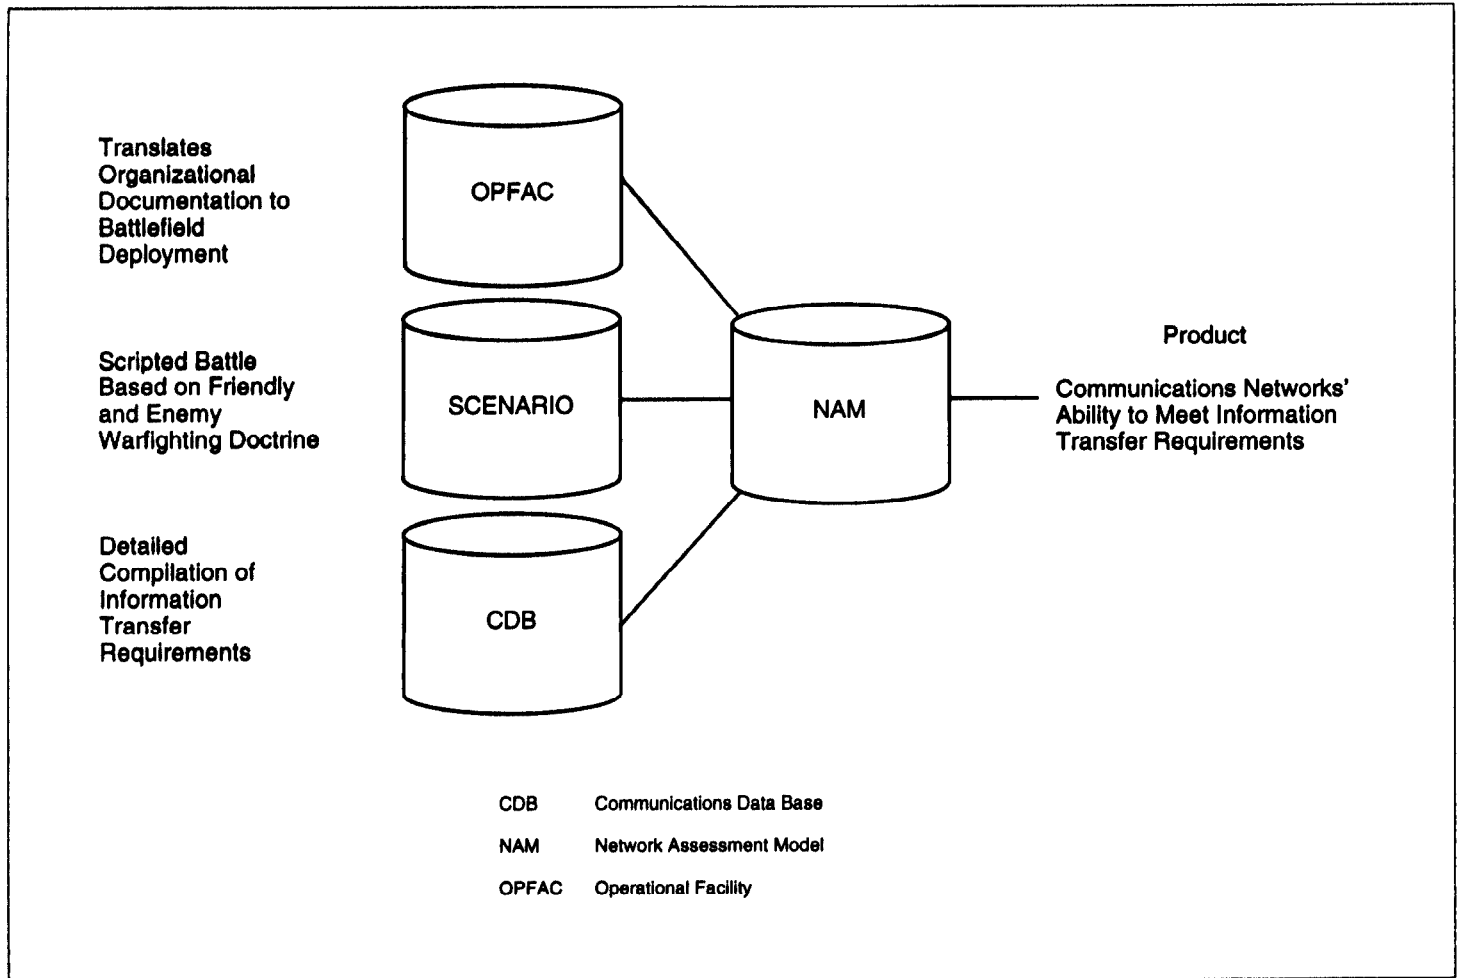 Translates
Organizational
Documentation to
Battlefield
Deployment
OPFAC
Scripted Battle
Based on Friendly
and Enemy
Warfighting Doctrine
SCENARIO
Detailed
Compilation of
Information
Transfer
Requirements
CDB
NAM
Product
Communications Networks'
Ability to Meet Information
Transfer Requirements
CDB Communications Data Base
NAM Network Assessment Model
OPFAC Operational Facility